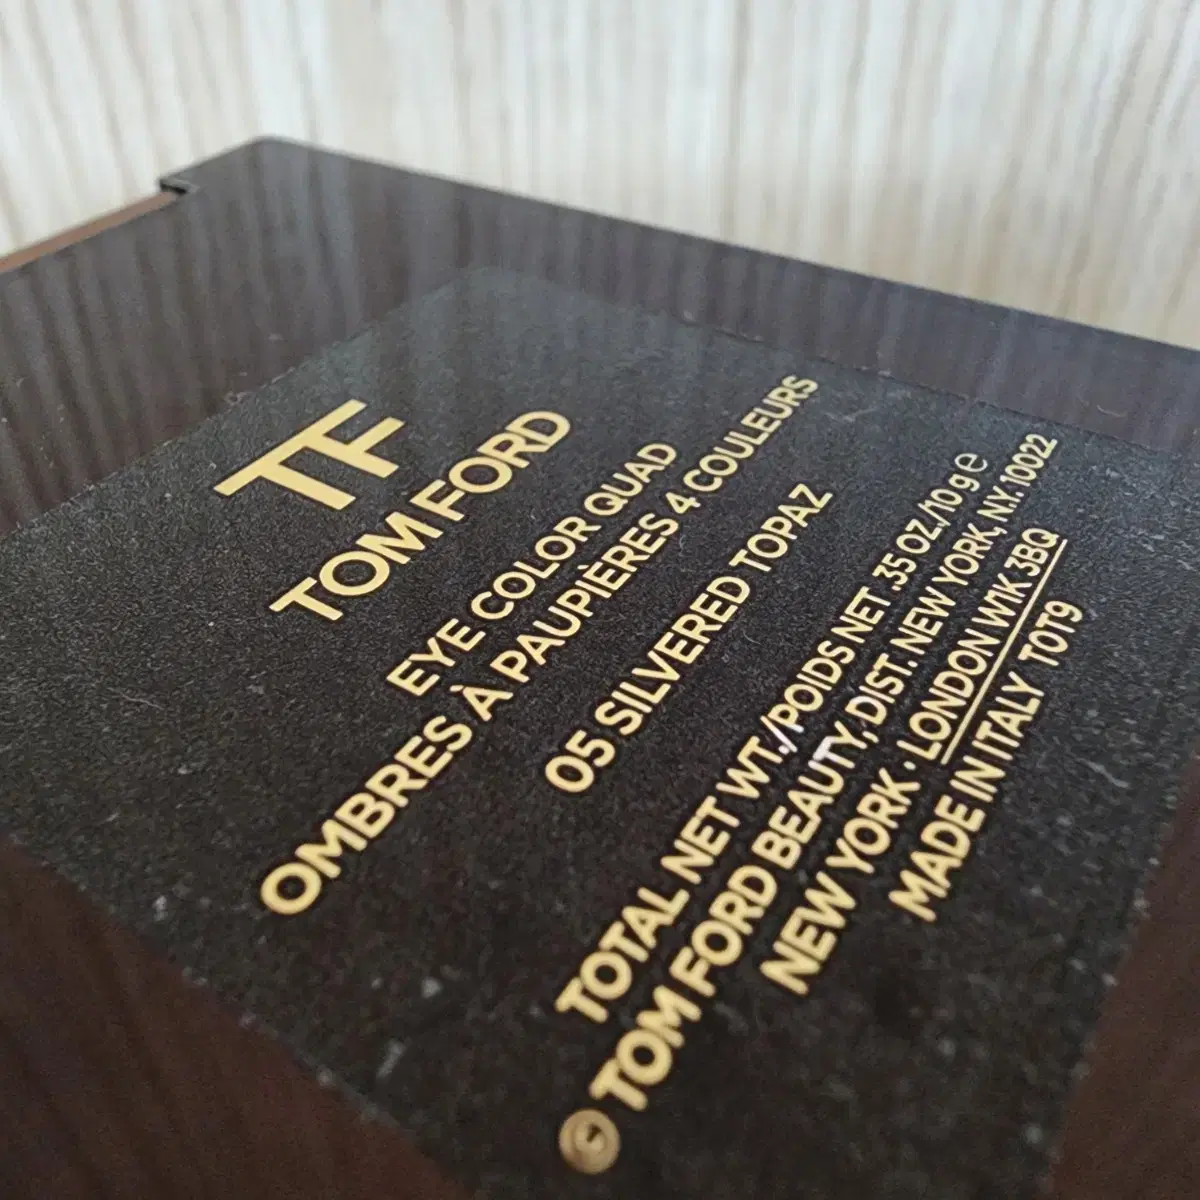 TF
TOM FORD
EYE COLOR QUAD
OMBRES À PAUPIÈRES 4 COULEURS
05 SILVERED TOPAZ
TOTAL NET WT./POIDS NET .35 OZ./10 g ℮
© TOM FORD BEAUTY, DIST. NEW YORK, N.Y. 10022
NEW YORK · LONDON W1K 3BQ
MADE IN ITALY TOT9